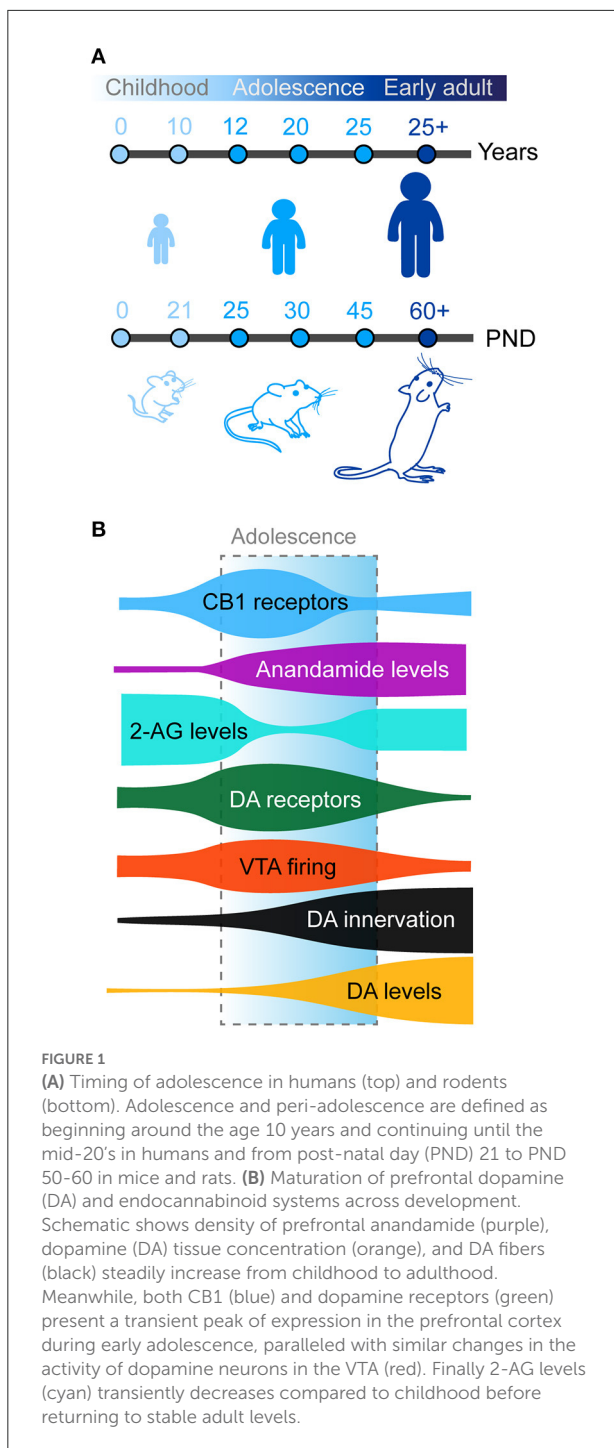 A
Childhood Adolescence Early adult
0 10 12 20 25 25+
Years
0 21 25 30 45 60+
PND
B
Adolescence
CB1 receptors
Anandamide levels
2-AG levels
DA receptors
VTA firing
DA innervation
DA levels
FIGURE 1
(A) Timing of adolescence in humans (top) and rodents
(bottom). Adolescence and peri-adolescence are defined as
beginning around the age 10 years and continuing until the
mid-20's in humans and from post-natal day (PND) 21 to PND
50-60 in mice and rats. (B) Maturation of prefrontal dopamine
(DA) and endocannabinoid systems across development.
Schematic shows density of prefrontal anandamide (purple),
dopamine (DA) tissue concentration (orange), and DA fibers
(black) steadily increase from childhood to adulthood.
Meanwhile, both CB1 (blue) and dopamine receptors (green)
present a transient peak of expression in the prefrontal cortex
during early adolescence, paralleled with similar changes in the
activity of dopamine neurons in the VTA (red). Finally 2-AG levels
(cyan) transiently decreases compared to childhood before
returning to stable adult levels.